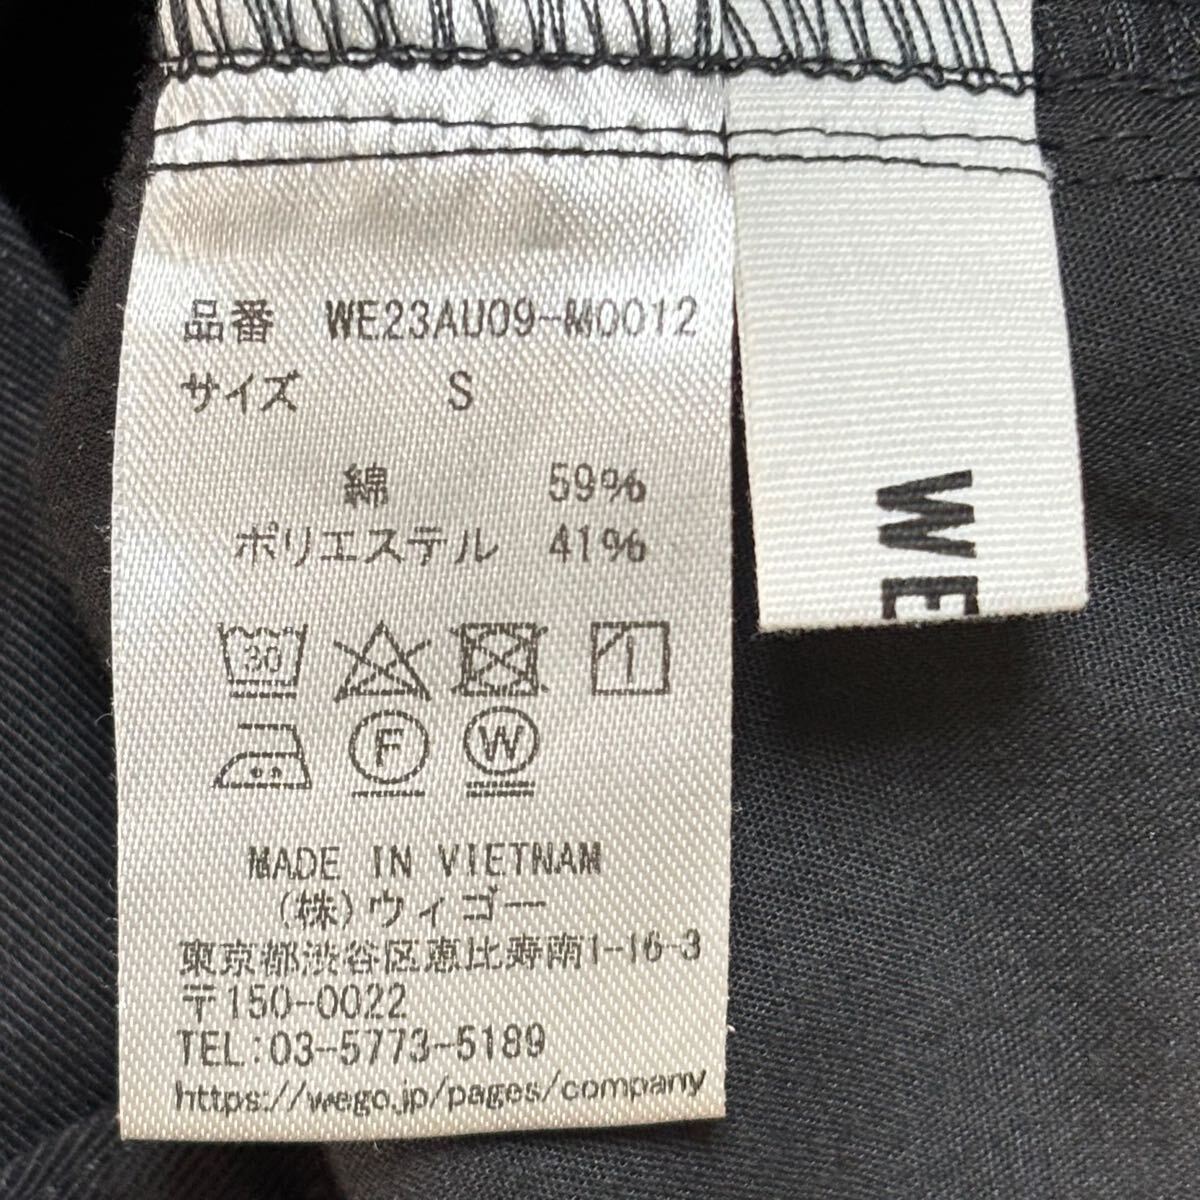 品番 WE23AU09-M0012
サイズ S
綿 59%
ポリエステル 41%
30
F W
MADE IN VIETNAM
(株)ウィゴー
東京都渋谷区恵比寿南1-16-3
〒150-0022
TEL:03-5773-5189
https://wego.jp/pages/company
WE